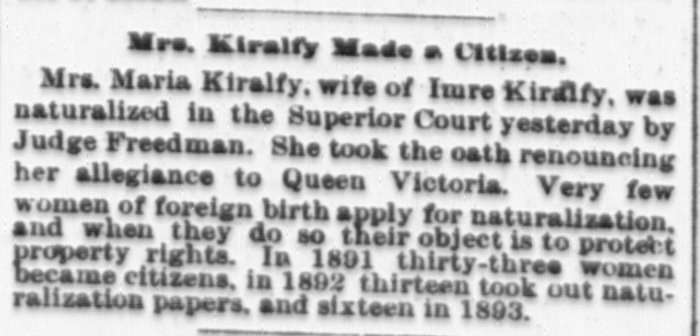 Mrs. Kiralfy Made a Citizen.
Mrs. Maria Kiralfy, wife of Imre Kiralfy, was
naturalized in the Superior Court yesterday by
Judge Freedman. She took the oath renouncing
her allegiance to Queen Victoria. Very few
women of foreign birth apply for naturalization,
and when they do so their object is to protect
property rights. In 1891 thirty-three women
became citizens, in 1892 thirteen took out natu-
ralization papers, and sixteen in 1893.